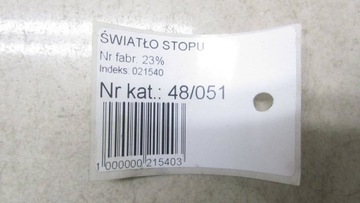 ŚWIATŁO STOPU
Nr fabr. 23%
Indeks: 021540
Nr kat.: 48/051
1 000000 215403